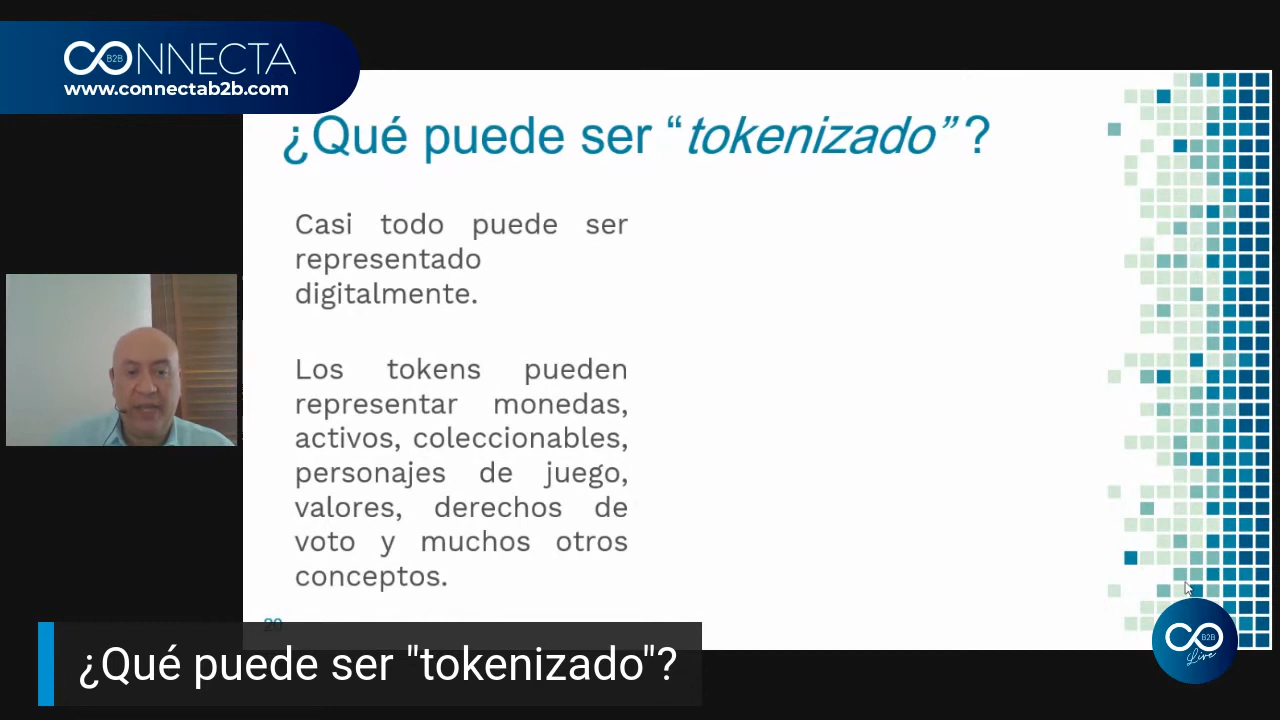 CONNECTA
B2B
www.connectab2b.com
¿Qué puede ser “tokenizado” ?
Casi todo puede ser
representado
digitalmente.
Los tokens pueden
representar monedas,
activos, coleccionables,
personajes de juego,
valores, derechos de
voto y muchos otros
conceptos.
20
¿Qué puede ser "tokenizado"?
CO B2B
Live